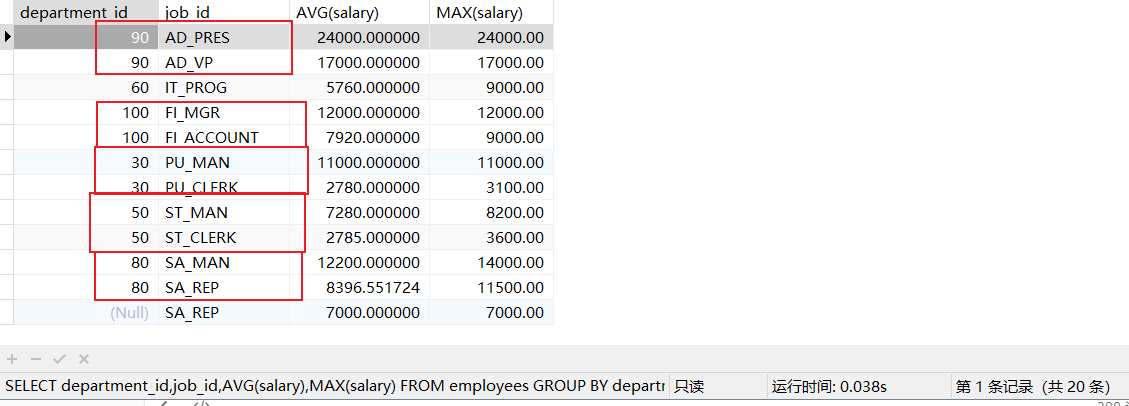 department_id job_id AVG(salary) MAX(salary)
90 AD_PRES 24000.000000 24000.00
90 AD_VP 17000.000000 17000.00
60 IT_PROG 5760.000000 9000.00
100 FI_MGR 12000.000000 12000.00
100 FI_ACCOUNT 7920.000000 9000.00
30 PU_MAN 11000.000000 11000.00
30 PU_CLERK 2780.000000 3100.00
50 ST_MAN 7280.000000 8200.00
50 ST_CLERK 2785.000000 3600.00
80 SA_MAN 12200.000000 14000.00
80 SA_REP 8396.551724 11500.00
(Null) SA_REP 7000.000000 7000.00
SELECT department_id,job_id,AVG(salary),MAX(salary) FROM employees GROUP BY departr 只读 运行时间: 0.038s 第 1 条记录 (共 20 条)